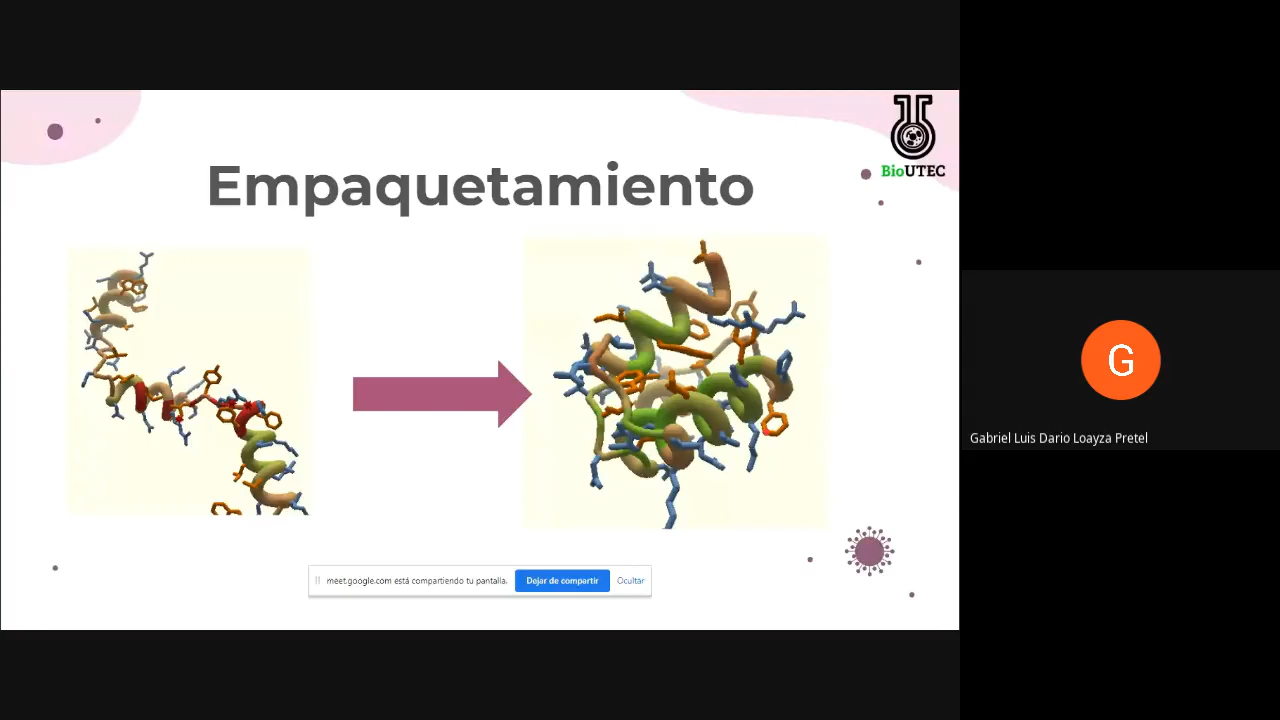 BioUTEC
Empaquetamiento
G
Gabriel Luis Dario Loayza Pretel
meet.google.com está compartiendo tu pantalla.
Dejar de compartir
Ocultar